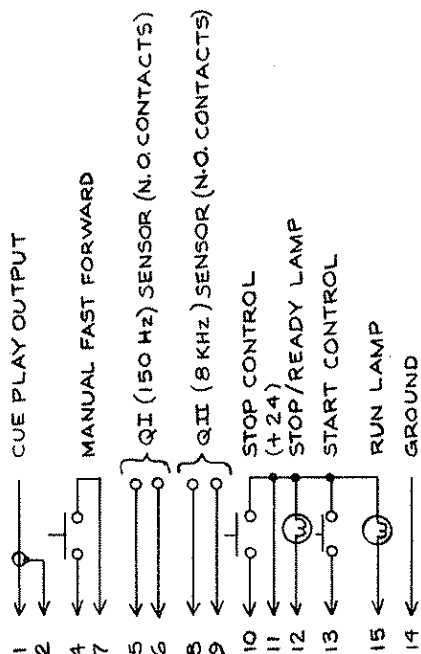 1 CUE PLAY OUTPUT
2
4 MANUAL FAST FORWARD
7
5 QI (150 Hz) SENSOR (N.O. CONTACTS)
6
8 QII (8 KHz) SENSOR (N.O. CONTACTS)
9
10 STOP CONTROL
11 (+24)
12 STOP/READY LAMP
13 START CONTROL
15 RUN LAMP
14 GROUND